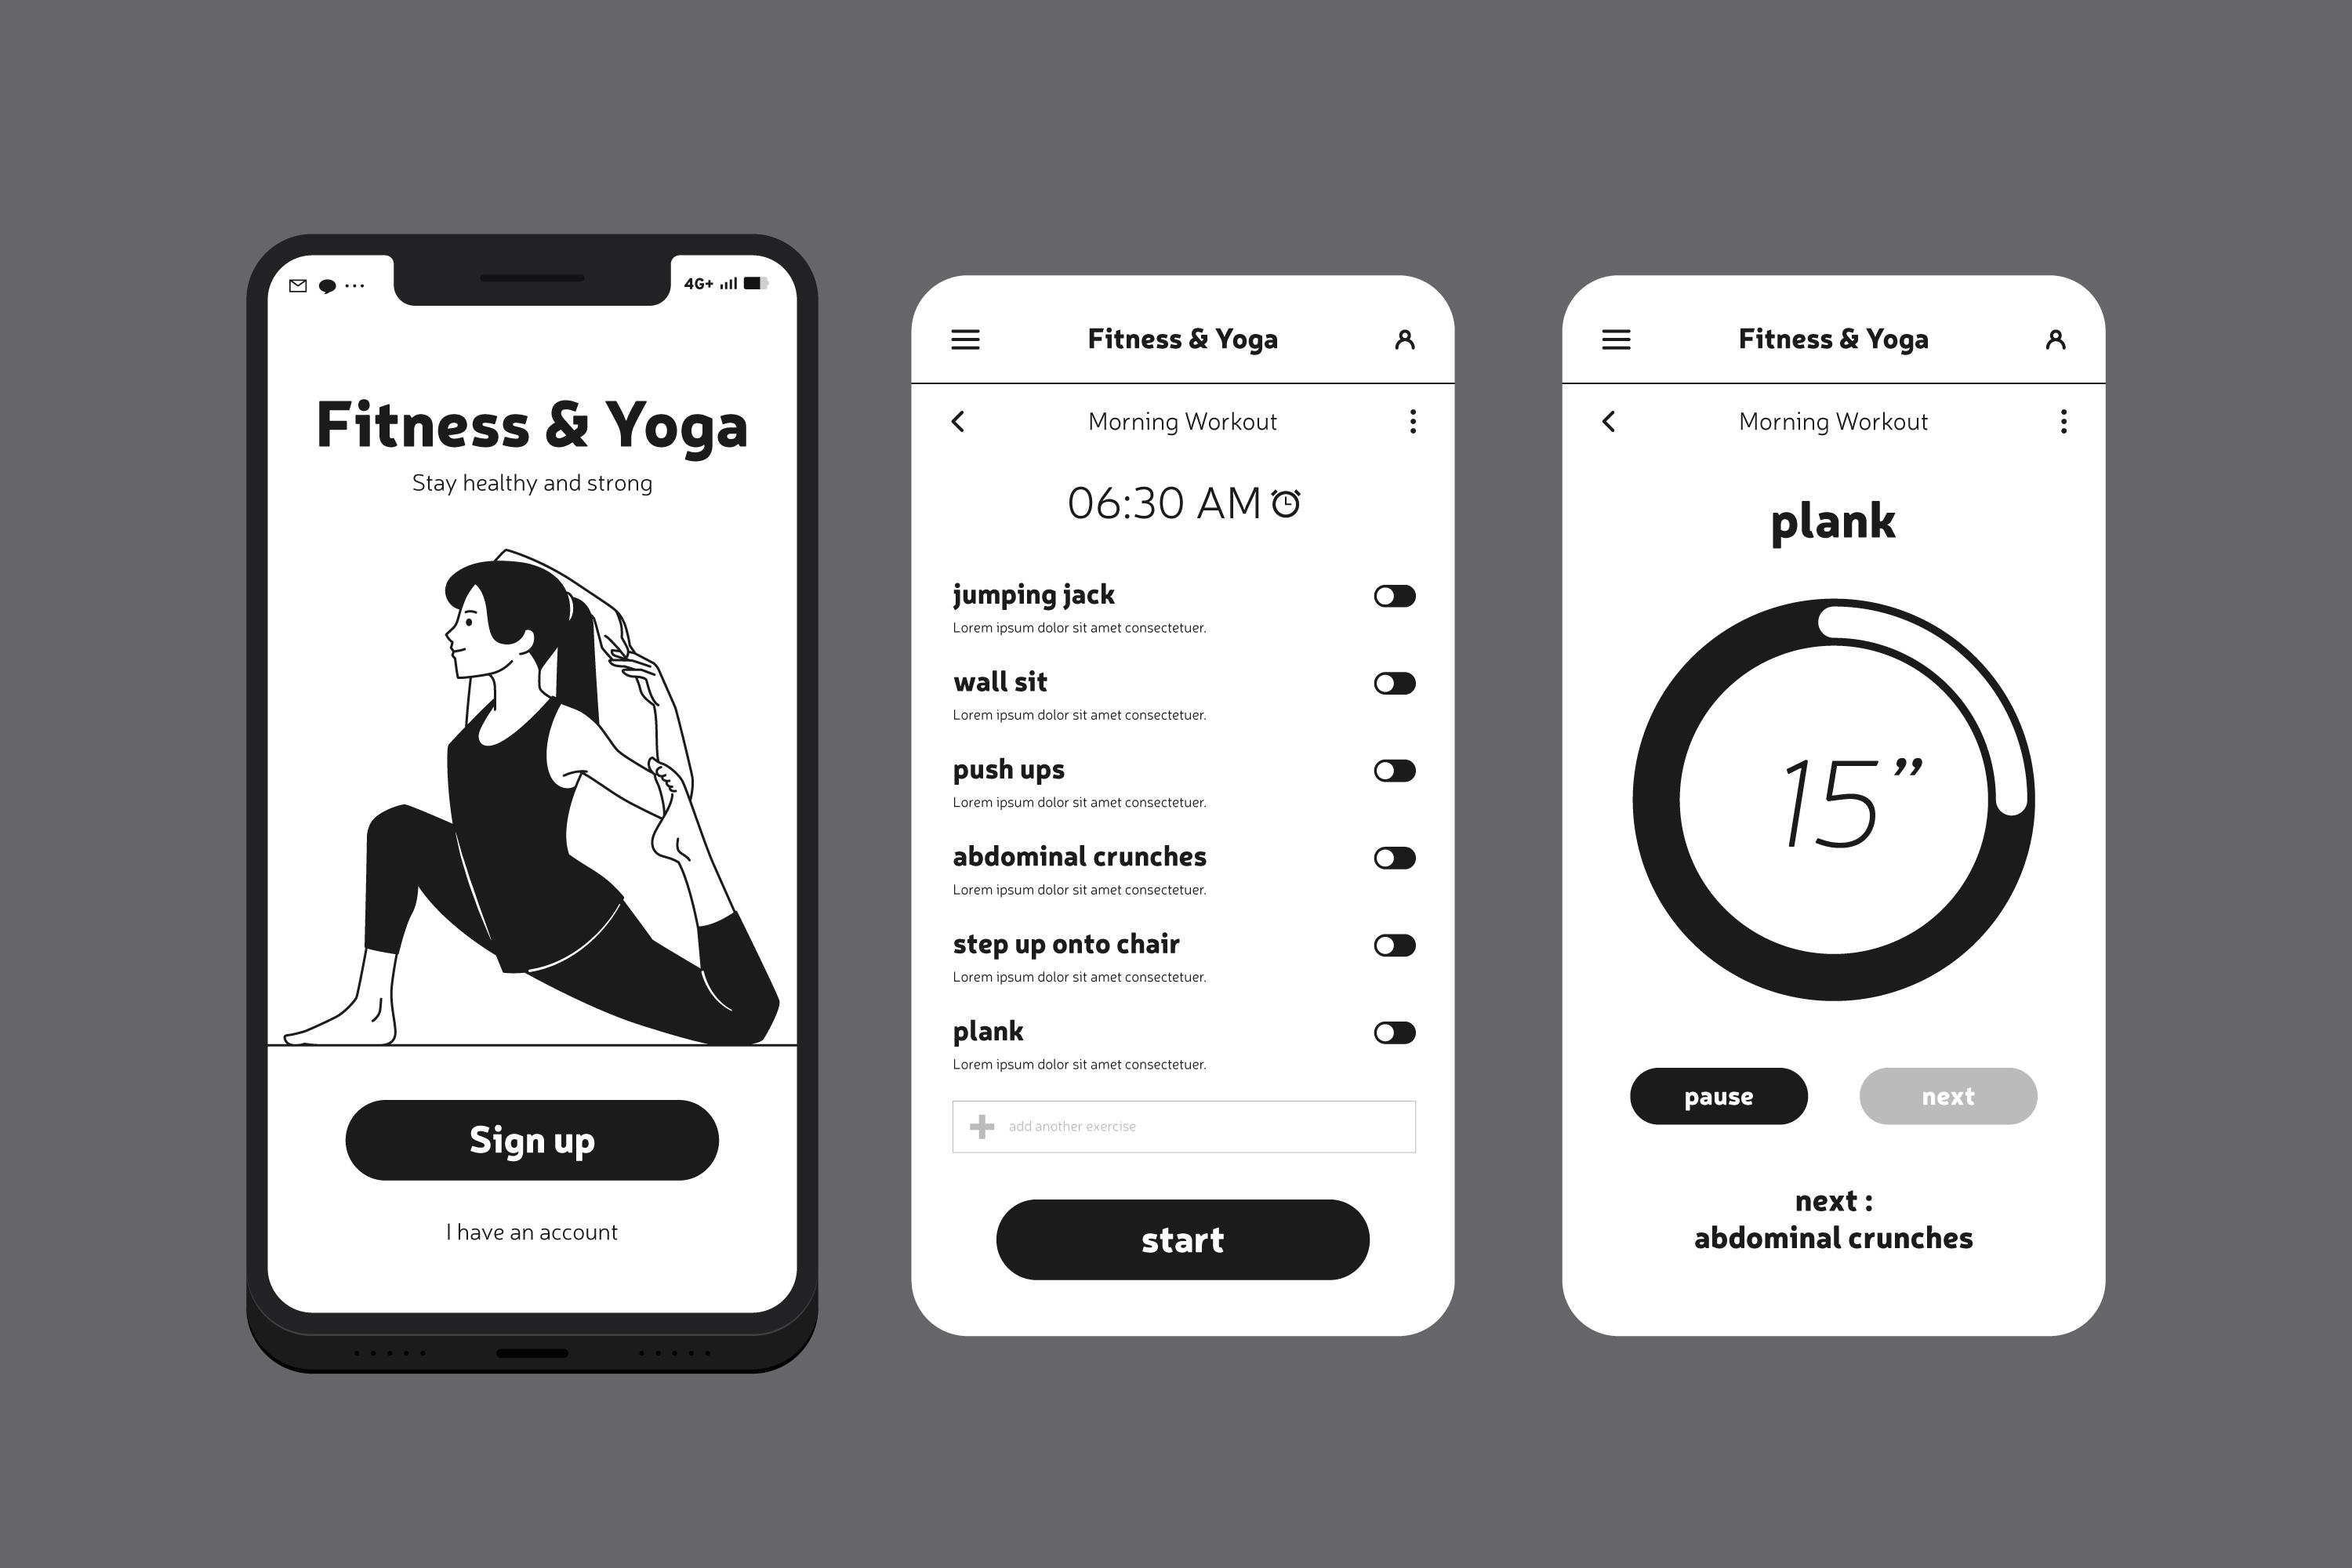 4G+
Fitness & Yoga
Stay healthy and strong
Sign up
I have an account
Fitness & Yoga
Morning Workout
06:30 AM
jumping jack
Lorem ipsum dolor sit amet consectetuer.
wall sit
Lorem ipsum dolor sit amet consectetuer.
push ups
Lorem ipsum dolor sit amet consectetuer.
abdominal crunches
Lorem ipsum dolor sit amet consectetuer.
step up onto chair
Lorem ipsum dolor sit amet consectetuer.
plank
Lorem ipsum dolor sit amet consectetuer.
add another exercise
start
Fitness & Yoga
Morning Workout
plank
15”
pause
next
next :
abdominal crunches